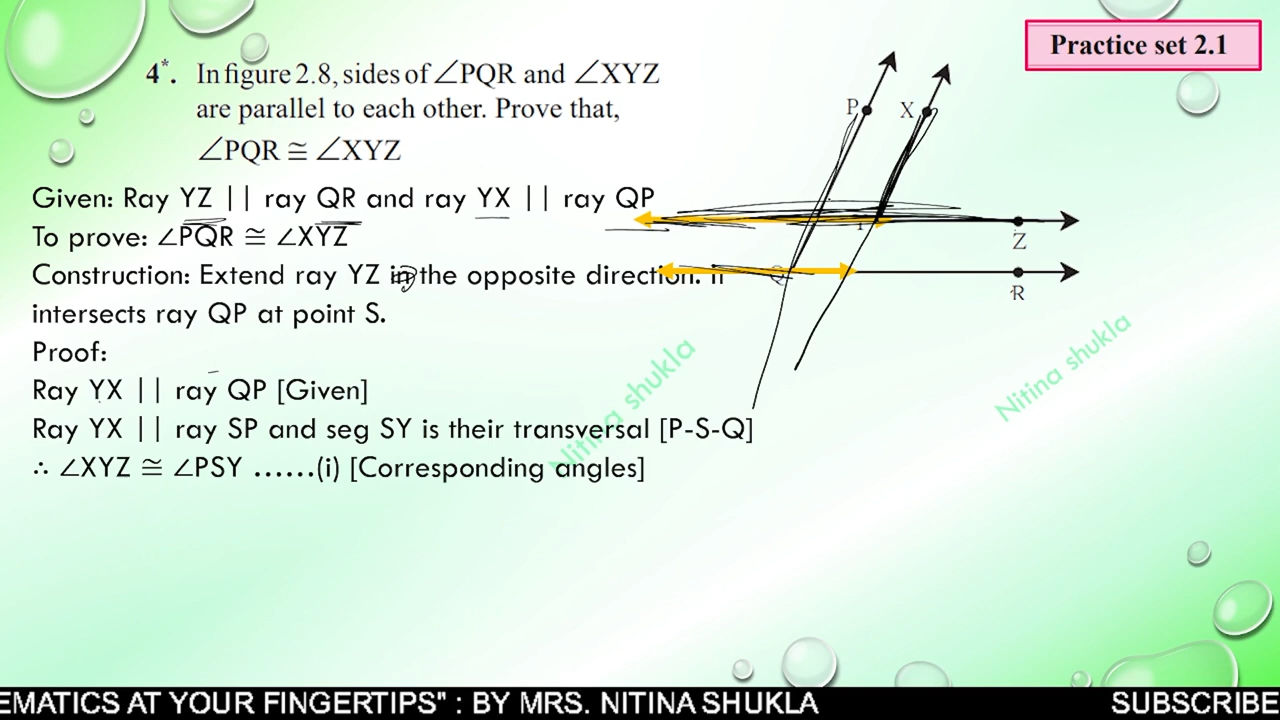 Practice set 2.1
4*. In figure 2.8, sides of ∠PQR and ∠XYZ
are parallel to each other. Prove that,
∠PQR ≅ ∠XYZ
P X
Z
R
Given: Ray YZ || ray QR and ray YX || ray QP
To prove: ∠PQR ≅ ∠XYZ
Construction: Extend ray YZ in the opposite direction. It
intersects ray QP at point S.
Proof:
Ray YX || ray QP [Given]
Ray YX || ray SP and seg SY is their transversal [P-S-Q]
∴ ∠XYZ ≅ ∠PSY ......(i) [Corresponding angles]
Nitina shukla
Nitina shukla
EMATICS AT YOUR FINGERTIPS" : BY MRS. NITINA SHUKLA SUBSCRIBE